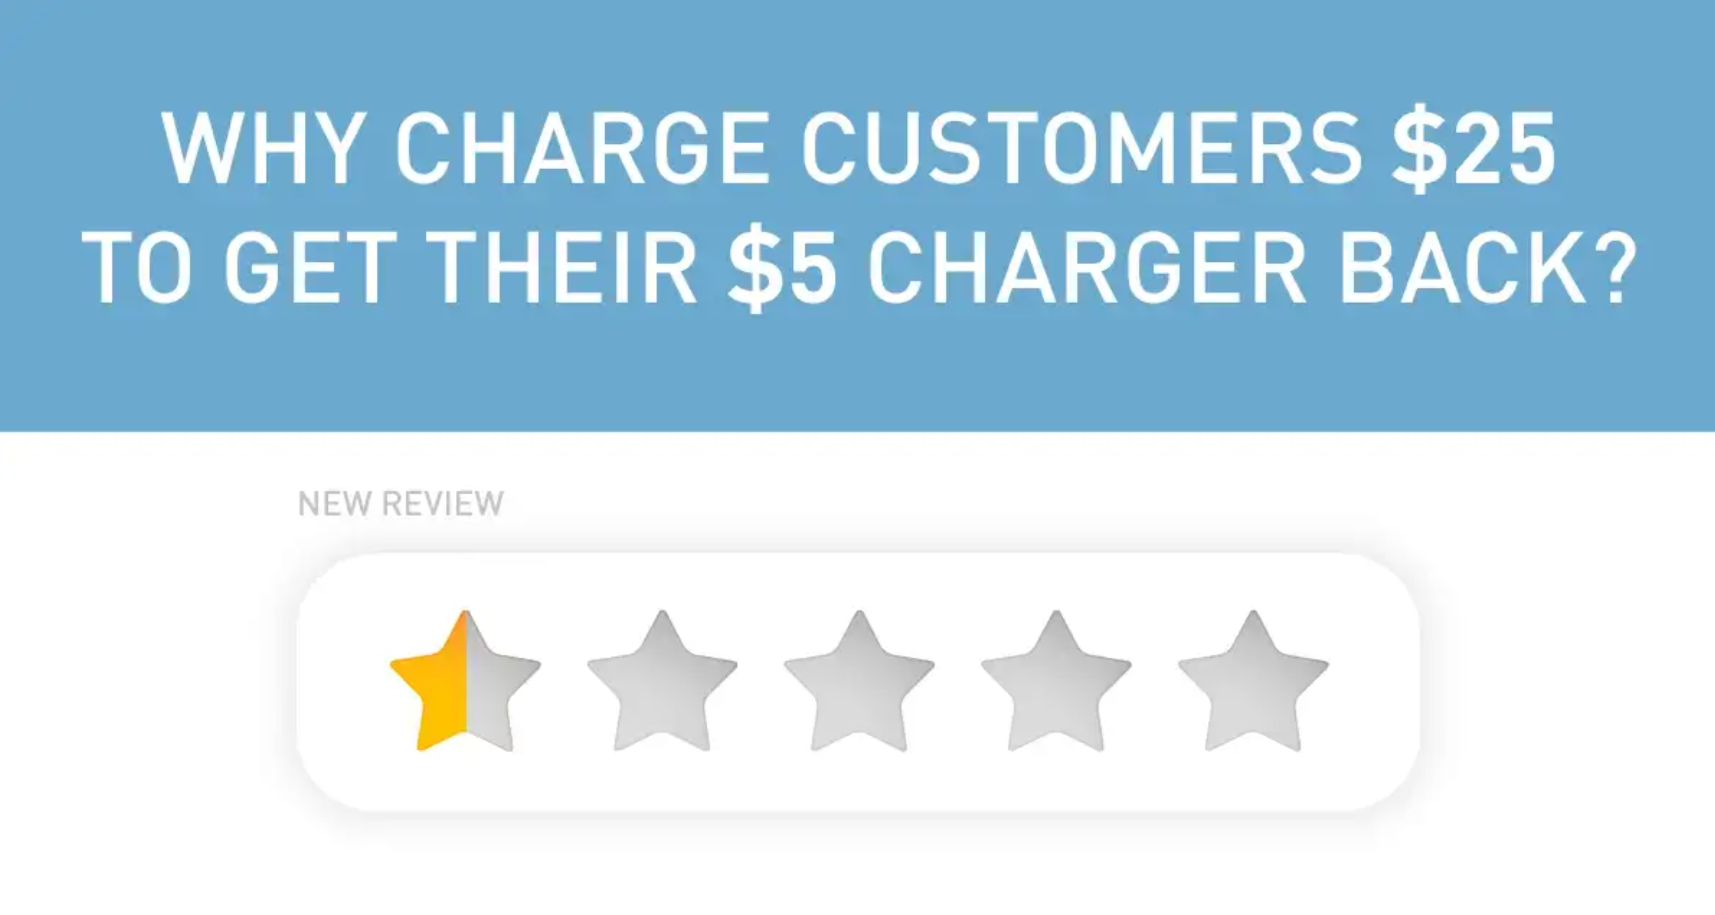 WHY CHARGE CUSTOMERS $25
TO GET THEIR $5 CHARGER BACK?
NEW REVIEW